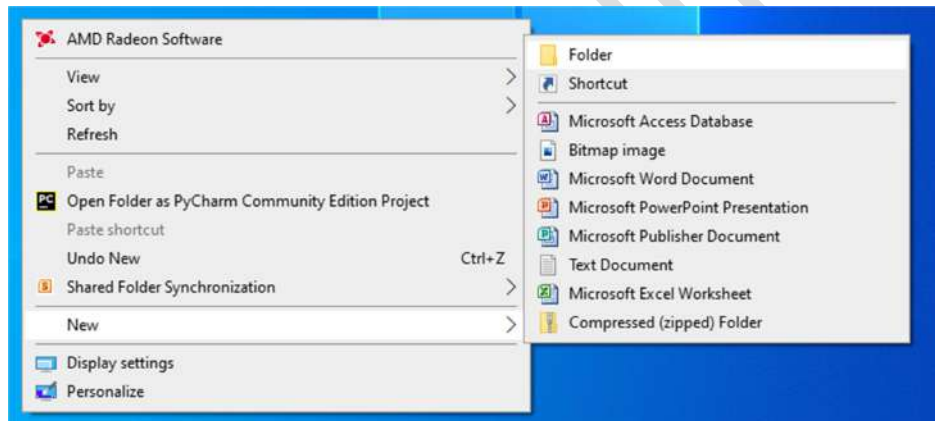 AMD Radeon Software
View
Sort by
Refresh
Paste
Open Folder as PyCharm Community Edition Project
Paste shortcut
Undo New Ctrl+Z
Shared Folder Synchronization
New
Display settings
Personalize
Folder
Shortcut
Microsoft Access Database
Bitmap image
Microsoft Word Document
Microsoft PowerPoint Presentation
Microsoft Publisher Document
Text Document
Microsoft Excel Worksheet
Compressed (zipped) Folder